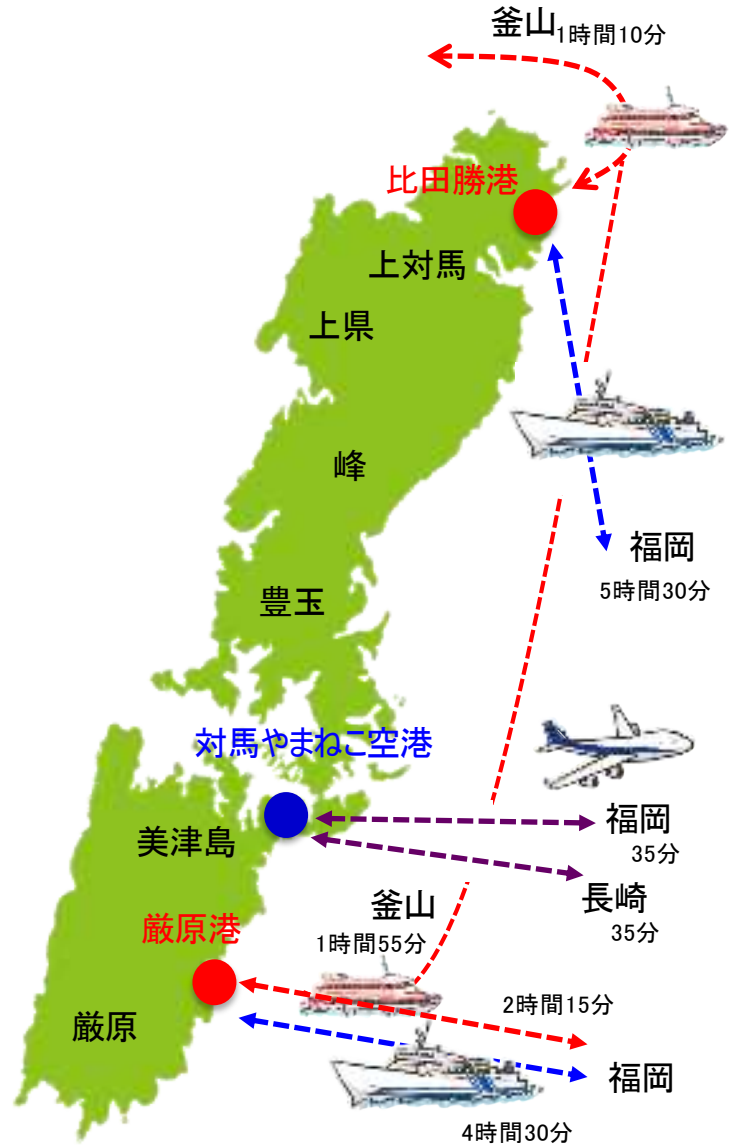 釜山 1時間10分
比田勝港
上対馬
上県
峰
福岡
5時間30分
豊玉
対馬やまねこ空港
福岡
35分
美津島
長崎
35分
釜山
1時間55分
厳原港
2時間15分
厳原
福岡
4時間30分